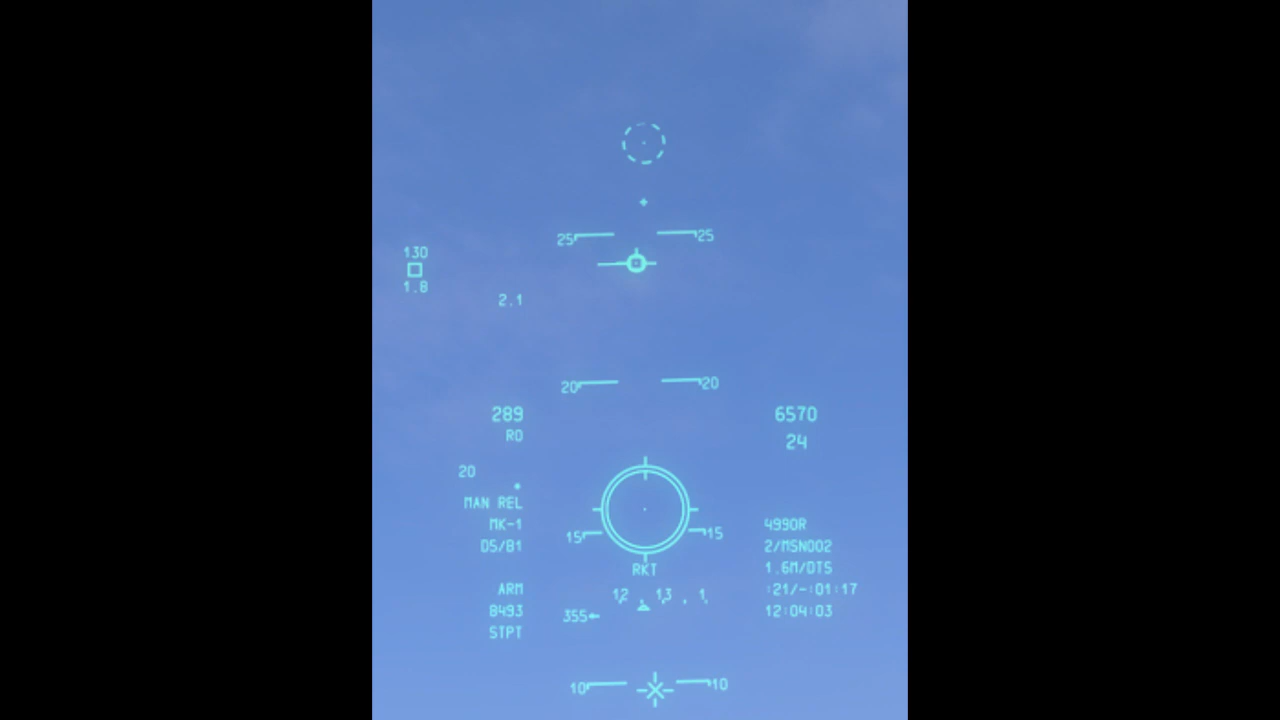 25 25
130
1.8
2.1
20 20
289 6570
RD 24
20
MAN REL
MK-1 4990R
DS/B1 2/MSN002
15 15
RKT 1.6M/DTS
ARM :21/-:01:17
12 13 1
8493 12:04:03
355
STPT
10 10